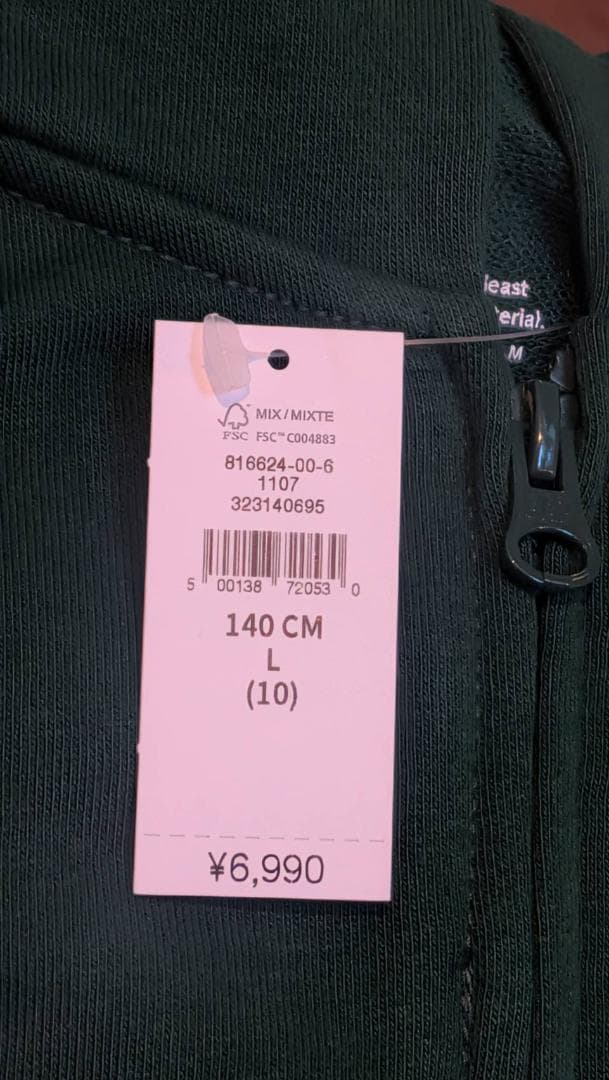 least
erial.
M
MIX/MIXTE
FSC FSC™ C004883
816624-00-6
1107
323140695
5 00138 72053 0
140 CM
L
(10)
¥6,990